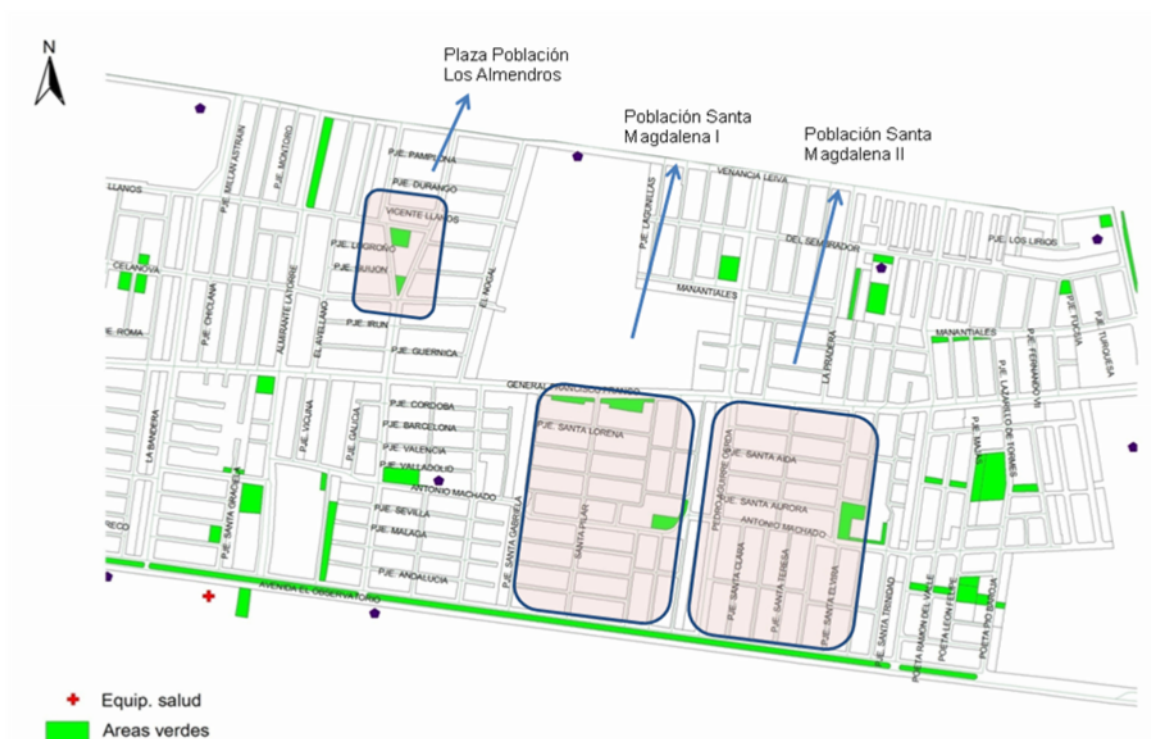 N
Plaza Población
Los Almendros
Población Santa
Magdalena I
Población Santa
Magdalena II
PJE. MILLAN ASTRAIN
PJE. MONTORO
PJE. PAMPLONA
PJE. DURANGO
VICENTE LLANOS
PJE. LOGROÑO
LLANOS
CELANOVA
PJE. CHICLANA
ALMIRANTE LATORRE
EL AVELLANO
EL NOGAL
PJE. IRUN
PJE. GUERNICA
PJE. LAGUNILLAS
VENANCIA LEIVA
DEL SEMBRADOR
PJE. LOS LIRIOS
MANANTIALES
LA PRADERA
MANANTIALES
PJE. FERNANDO VII
PJE. TURQUESA
PJE. LAZARILLO DE TORMES
PJE. MAJAS
E. ROMA
GENERAL FRANCISCO FRANCO
LA BANDERA
PJE. VICUNA
PJE. GALICIA
PJE. CORDOBA
PJE. BARCELONA
PJE. VALENCIA
PJE. VALLADOLID
ANTONIO MACHADO
PJE. SEVILLA
PJE. MALAGA
PJE. ANDALUCIA
PJE. SANTA GRACIELA
RECO
PJE. SANTA GABRIELA
PJE. SANTA LORENA
SANTA PILAR
PEDRO AGUIRRE CERDA
PJE. SANTA AIDA
PJE. SANTA AURORA
ANTONIO MACHADO
PJE. SANTA CLARA
PJE. SANTA TERESA
PJE. SANTA ELVIRA
PJE. SANTA TRINIDAD
POETA RAMON DEL VALLE
POETA LEON FELIPE
POETA PIO BAROJA
AVENIDA EL OBSERVATORIO
Equip. salud
Areas verdes